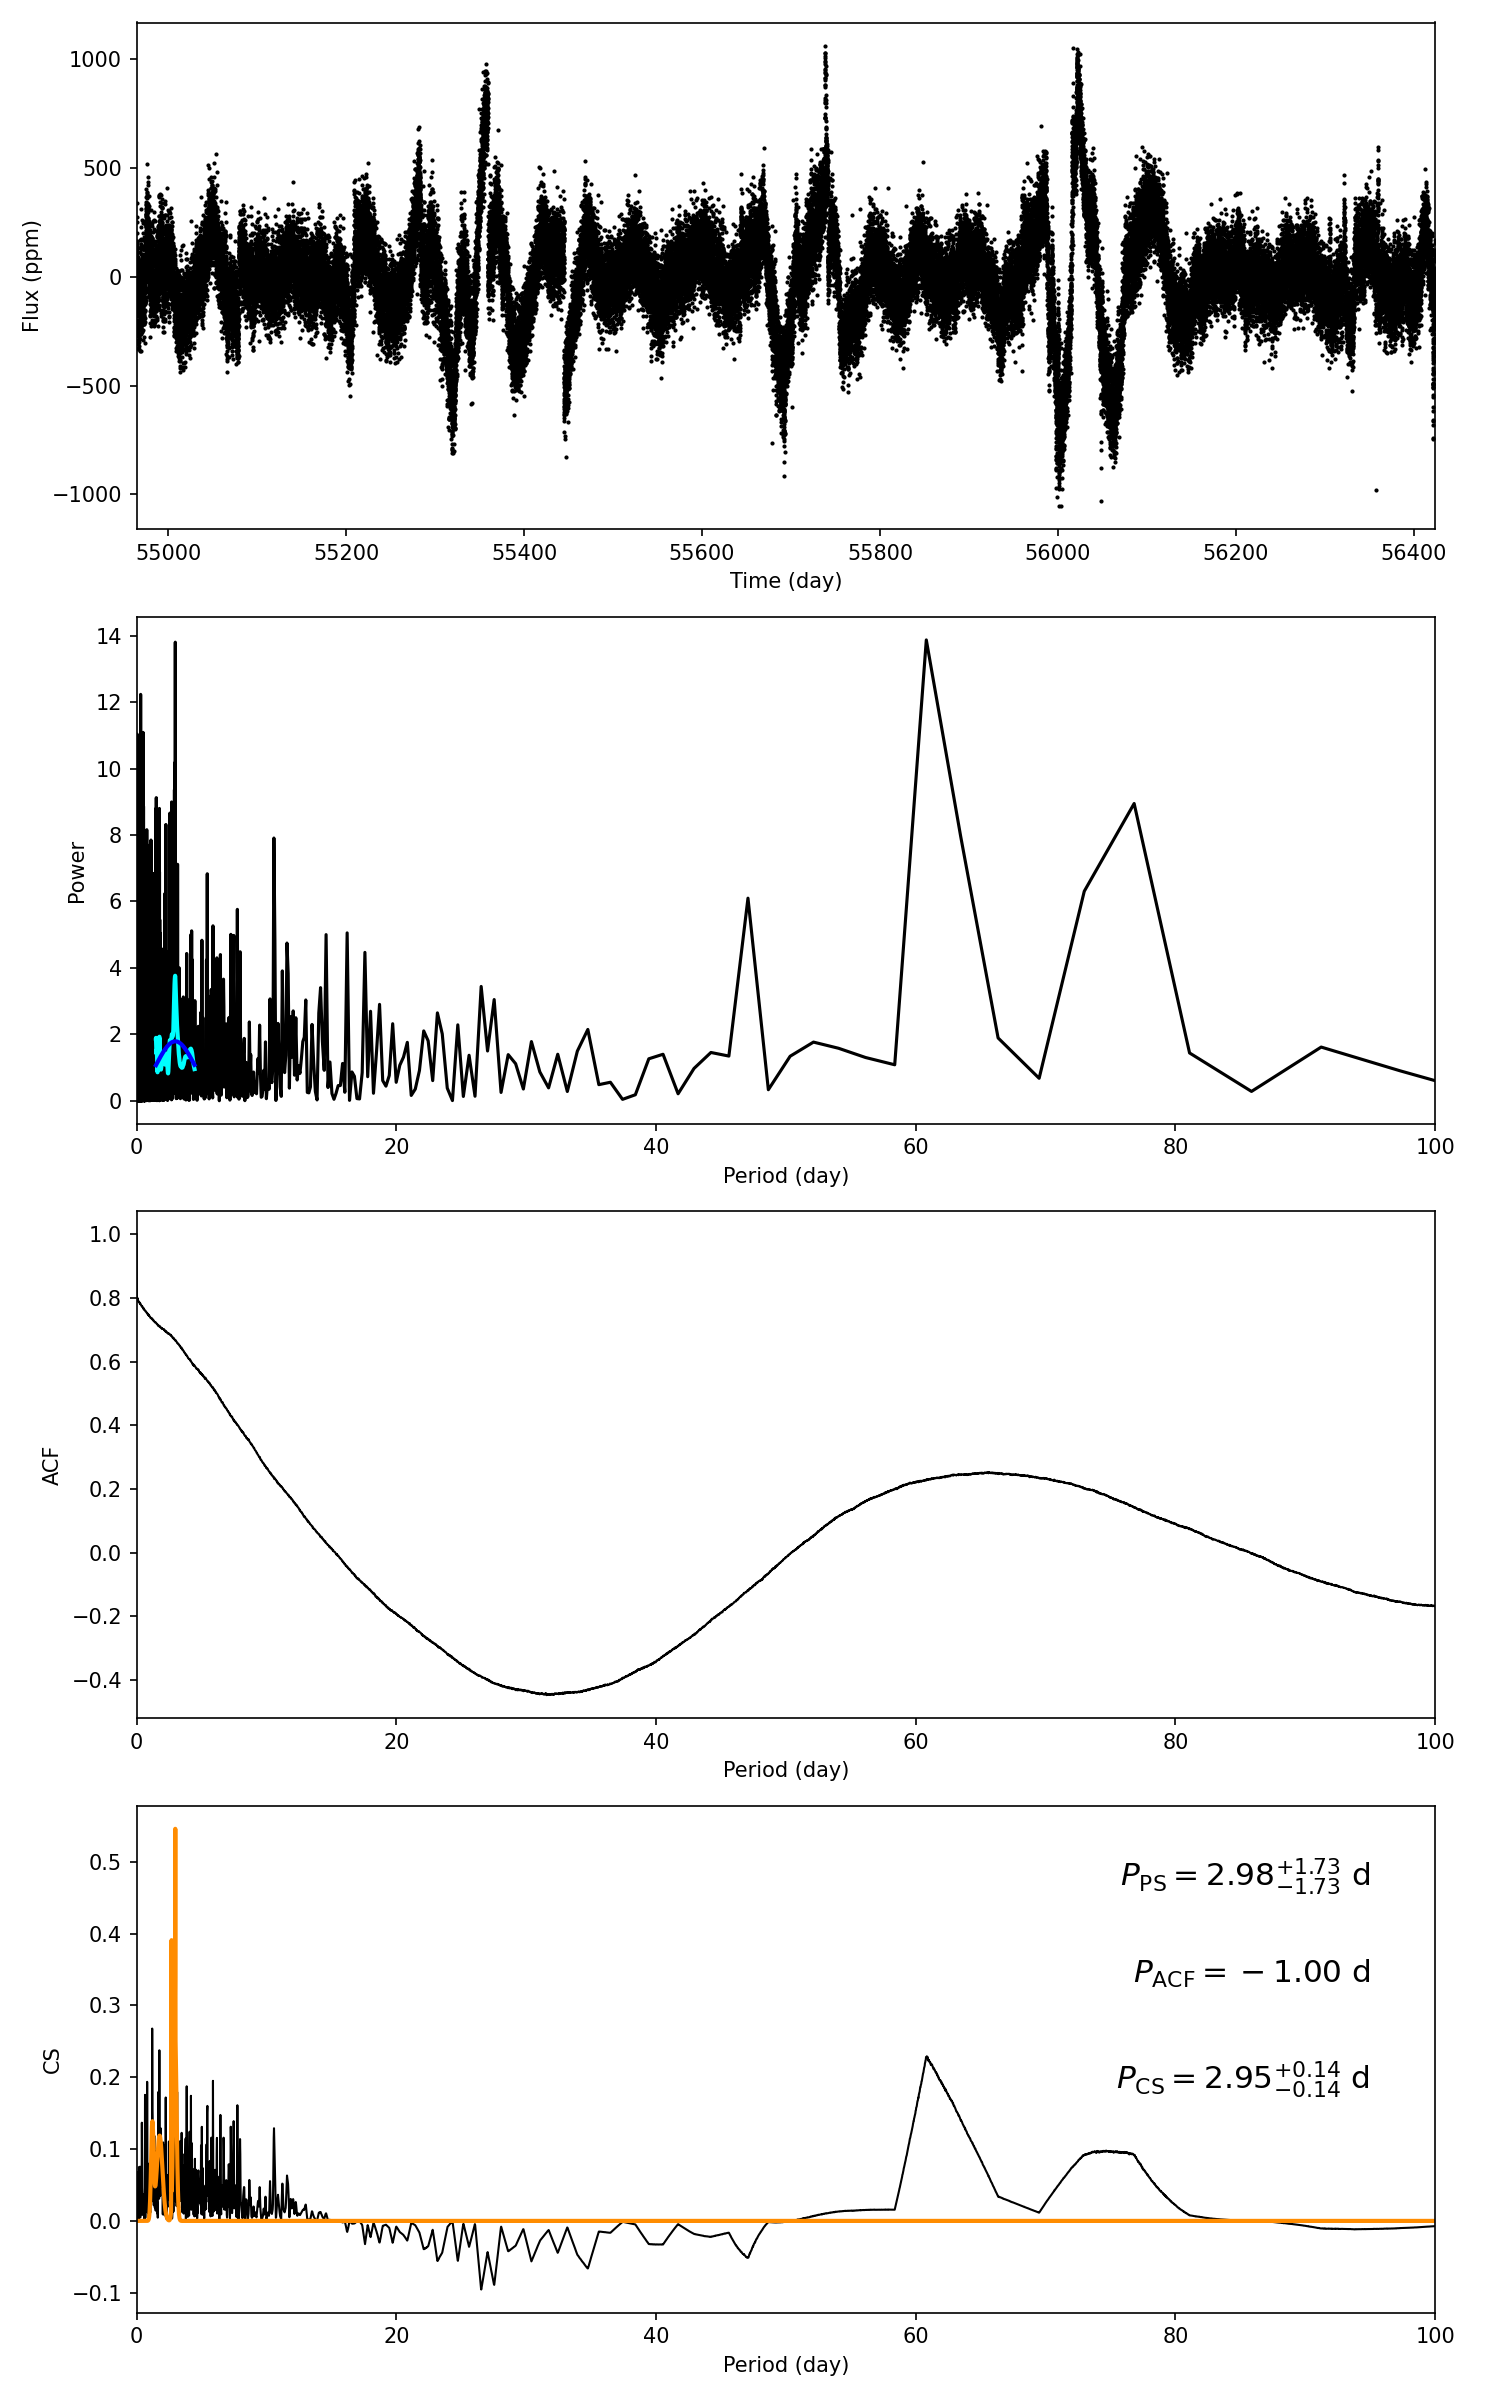 1000
500
0
−500
−1000
Flux (ppm)
55000 55200 55400 55600 55800 56000 56200 56400
Time (day)
14
12
10
8
6
4
2
0
Power
0 20 40 60 80 100
Period (day)
1.0
0.8
0.6
0.4
0.2
0.0
−0.2
−0.4
ACF
0 20 40 60 80 100
Period (day)
0.5
0.4
0.3
0.2
0.1
0.0
−0.1
CS
P_PS = 2.98^{+1.73}_{−1.73} d
P_ACF = −1.00 d
P_CS = 2.95^{+0.14}_{−0.14} d
0 20 40 60 80 100
Period (day)